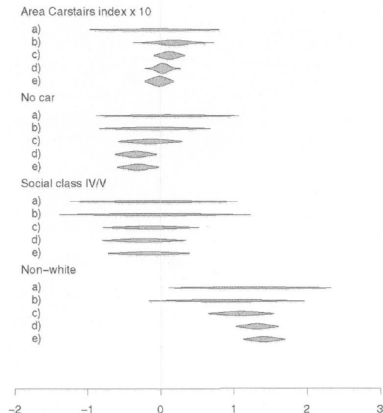 Area Carstairs index x 10
a)
b)
c)
d)
e)
No car
a)
b)
c)
d)
e)
Social class IV/V
a)
b)
c)
d)
e)
Non-white
a)
b)
c)
d)
e)
-2 -1 0 1 2 3